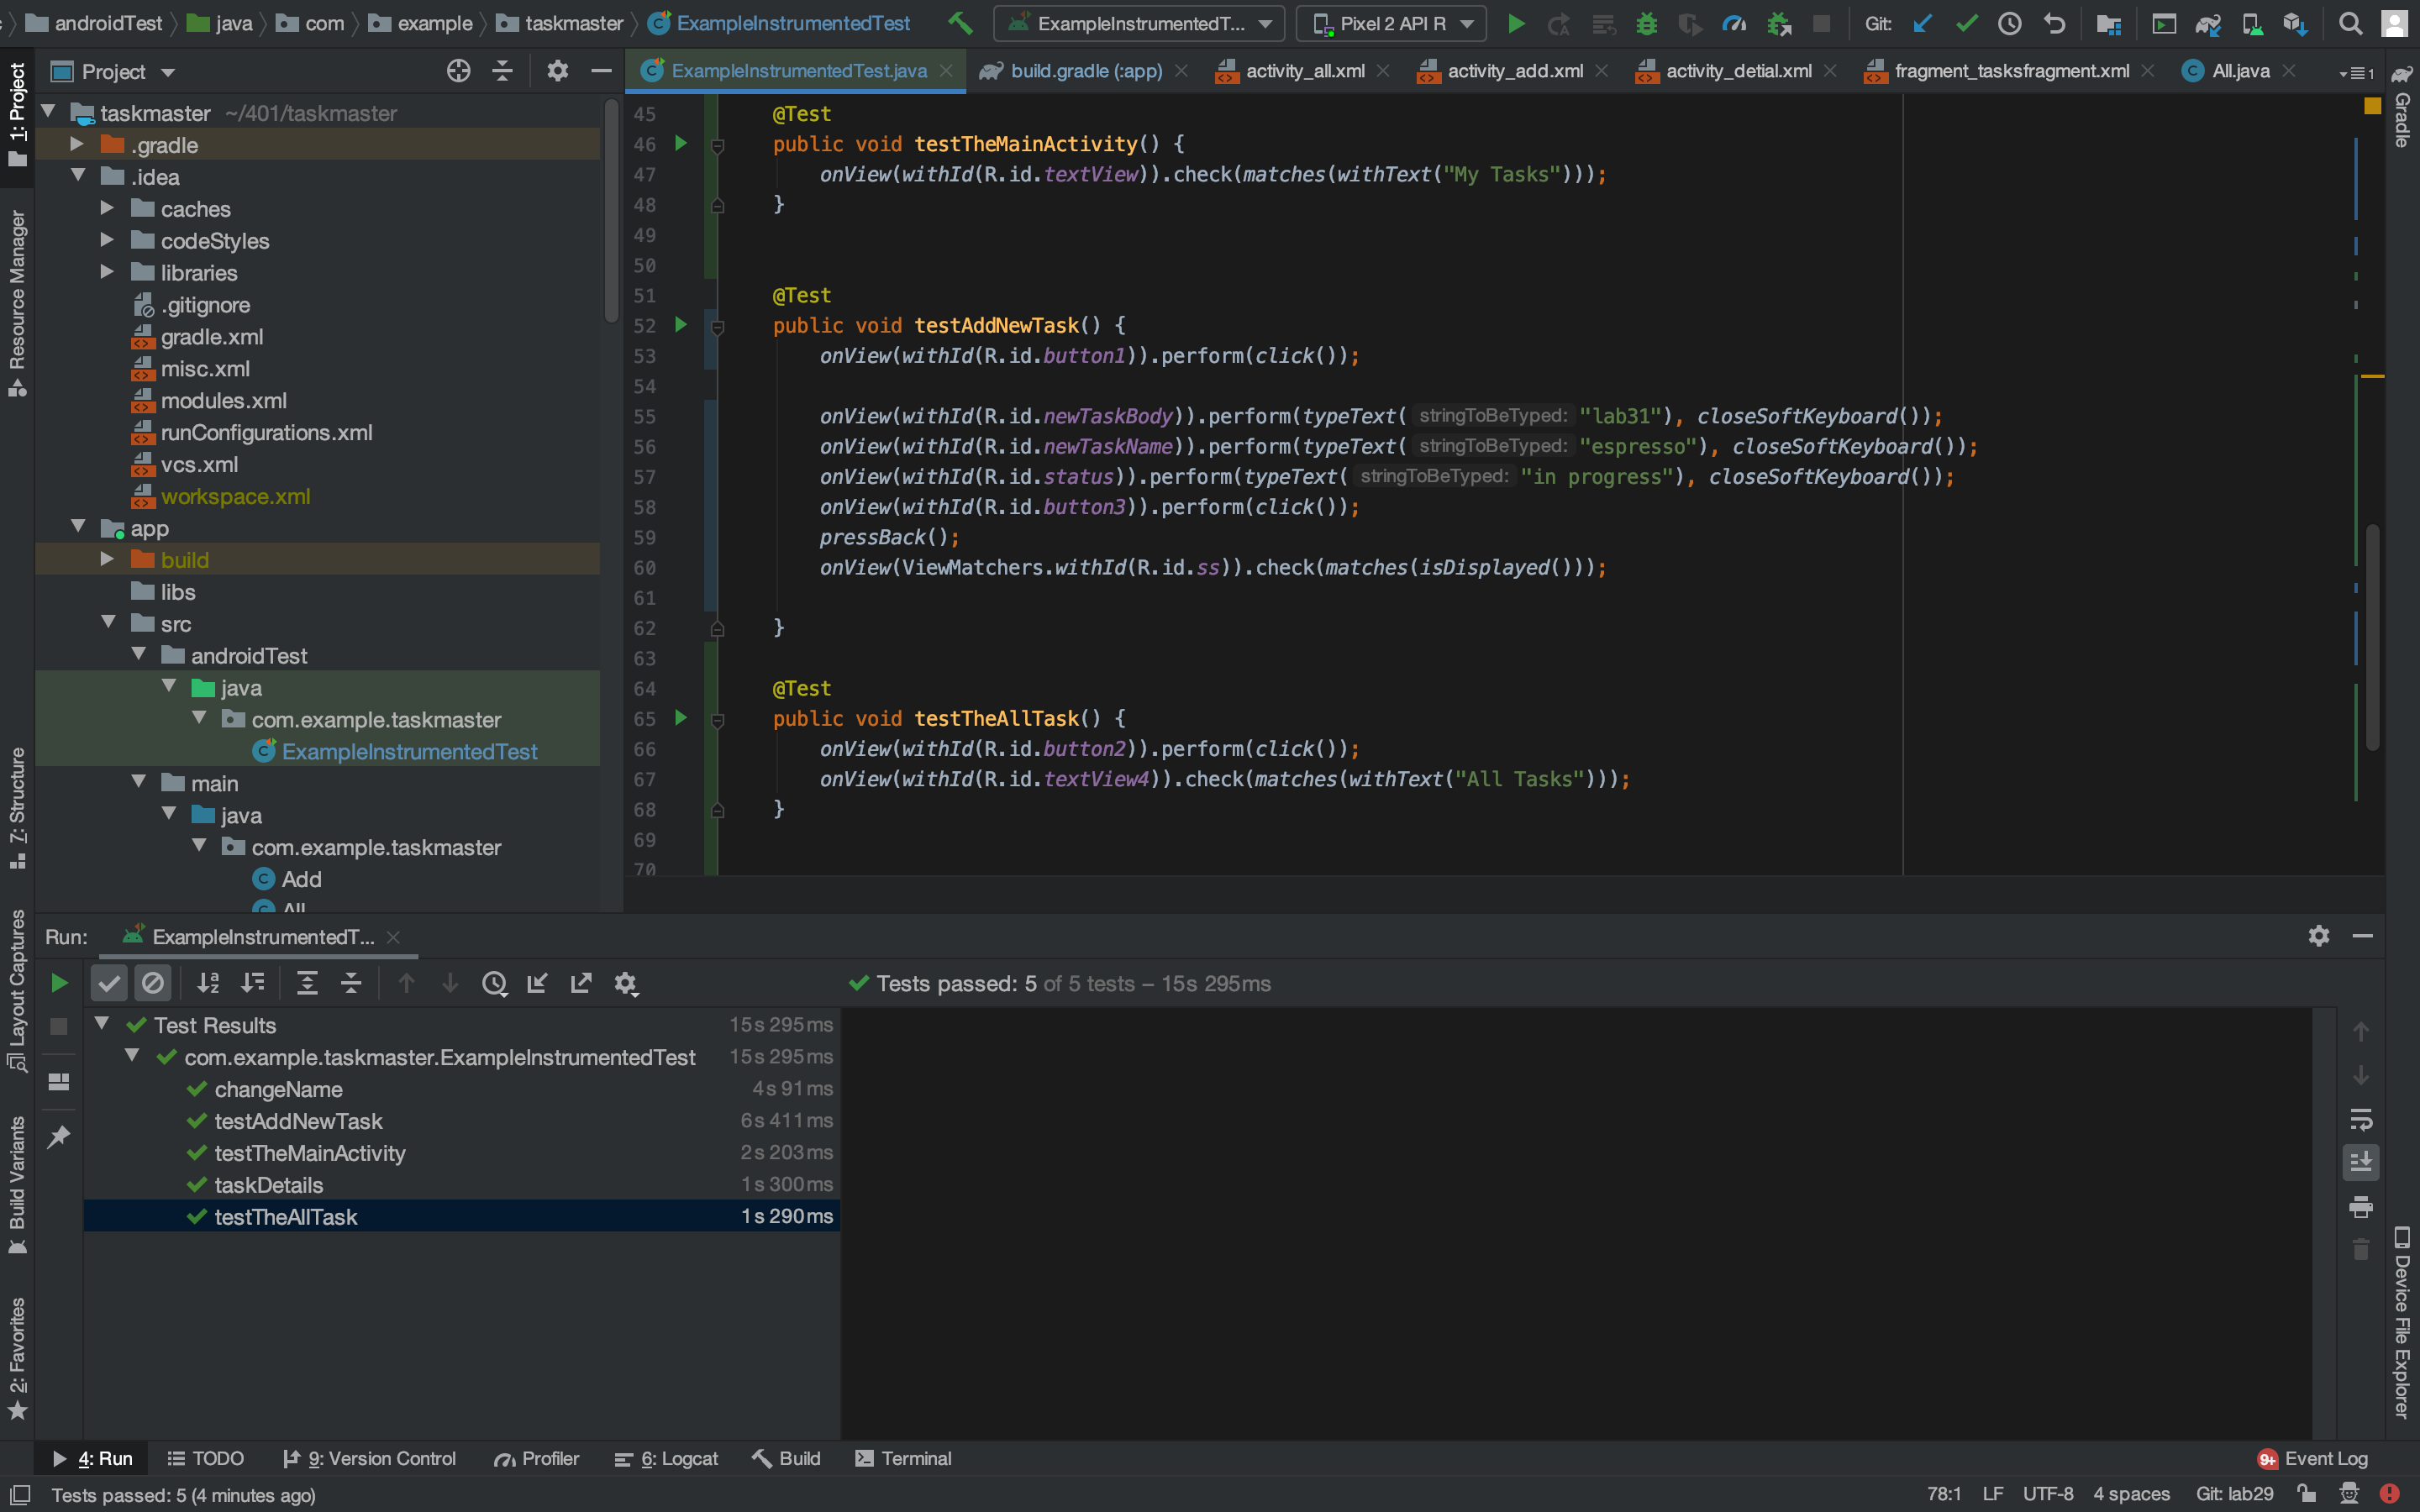 androidTest java com example taskmaster ExampleInstrumentedTest ExampleInstrumentedT... Pixel 2 API R Git:
1: Project
Resource Manager
7: Structure
Layout Captures
Build Variants
2: Favorites
Project
taskmaster ~/401/taskmaster
.gradle
.idea
caches
codeStyles
libraries
.gitignore
gradle.xml
misc.xml
modules.xml
runConfigurations.xml
vcs.xml
workspace.xml
app
build
libs
src
androidTest
java
com.example.taskmaster
ExampleInstrumentedTest
main
java
com.example.taskmaster
Add
All
ExampleInstrumentedTest.java build.gradle (:app) activity_all.xml activity_add.xml activity_detial.xml fragment_tasksfragment.xml All.java 1
45 @Test
46 public void testTheMainActivity() {
47 onView(withId(R.id.textView)).check(matches(withText("My Tasks")));
48 }
49
50
51 @Test
52 public void testAddNewTask() {
53 onView(withId(R.id.button1)).perform(click());
54
55 onView(withId(R.id.newTaskBody)).perform(typeText( stringToBeTyped: "lab31"), closeSoftKeyboard());
56 onView(withId(R.id.newTaskName)).perform(typeText( stringToBeTyped: "espresso"), closeSoftKeyboard());
57 onView(withId(R.id.status)).perform(typeText( stringToBeTyped: "in progress"), closeSoftKeyboard());
58 onView(withId(R.id.button3)).perform(click());
59 pressBack();
60 onView(ViewMatchers.withId(R.id.ss)).check(matches(isDisplayed()));
61
62 }
63
64 @Test
65 public void testTheAllTask() {
66 onView(withId(R.id.button2)).perform(click());
67 onView(withId(R.id.textView4)).check(matches(withText("All Tasks")));
68 }
69
70
Gradle
Device File Explorer
Run: ExampleInstrumentedT...
Tests passed: 5 of 5 tests – 15s 295ms
Test Results 15s 295ms
com.example.taskmaster.ExampleInstrumentedTest 15s 295ms
changeName 4s 91ms
testAddNewTask 6s 411ms
testTheMainActivity 2s 203ms
taskDetails 1s 300ms
testTheAllTask 1s 290ms
4: Run TODO 9: Version Control Profiler 6: Logcat Build Terminal 9+ Event Log
Tests passed: 5 (4 minutes ago) 78:1 LF UTF-8 4 spaces Git: lab29